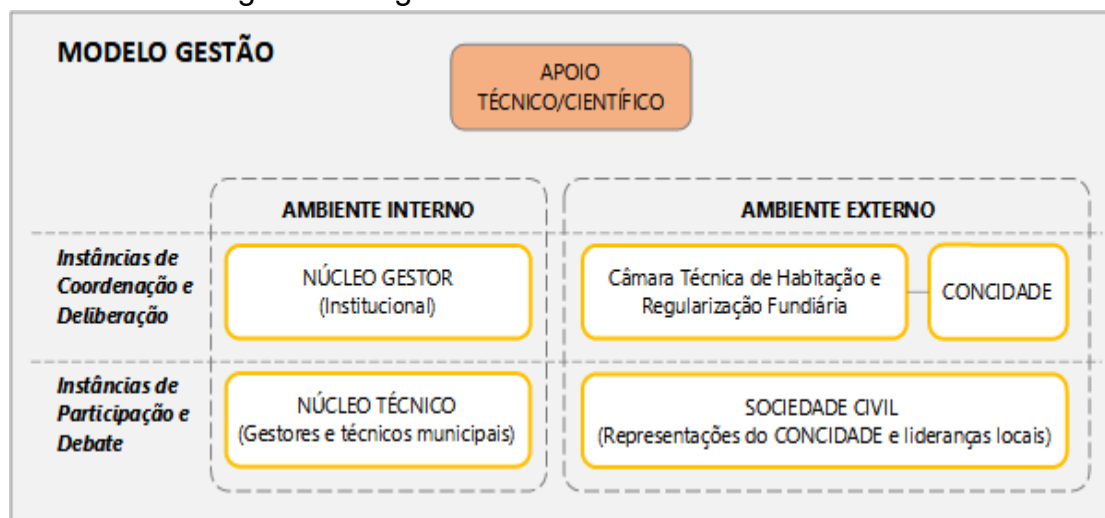 MODELO GESTÃO
APOIO
TÉCNICO/CIENTÍFICO
AMBIENTE INTERNO
AMBIENTE EXTERNO
Instâncias de
Coordenação e
Deliberação
NÚCLEO GESTOR
(Institucional)
Câmara Técnica de Habitação e
Regularização Fundiária
CONCIDADE
Instâncias de
Participação e
Debate
NÚCLEO TÉCNICO
(Gestores e técnicos municipais)
SOCIEDADE CIVIL
(Representações do CONCIDADE e lideranças locais)